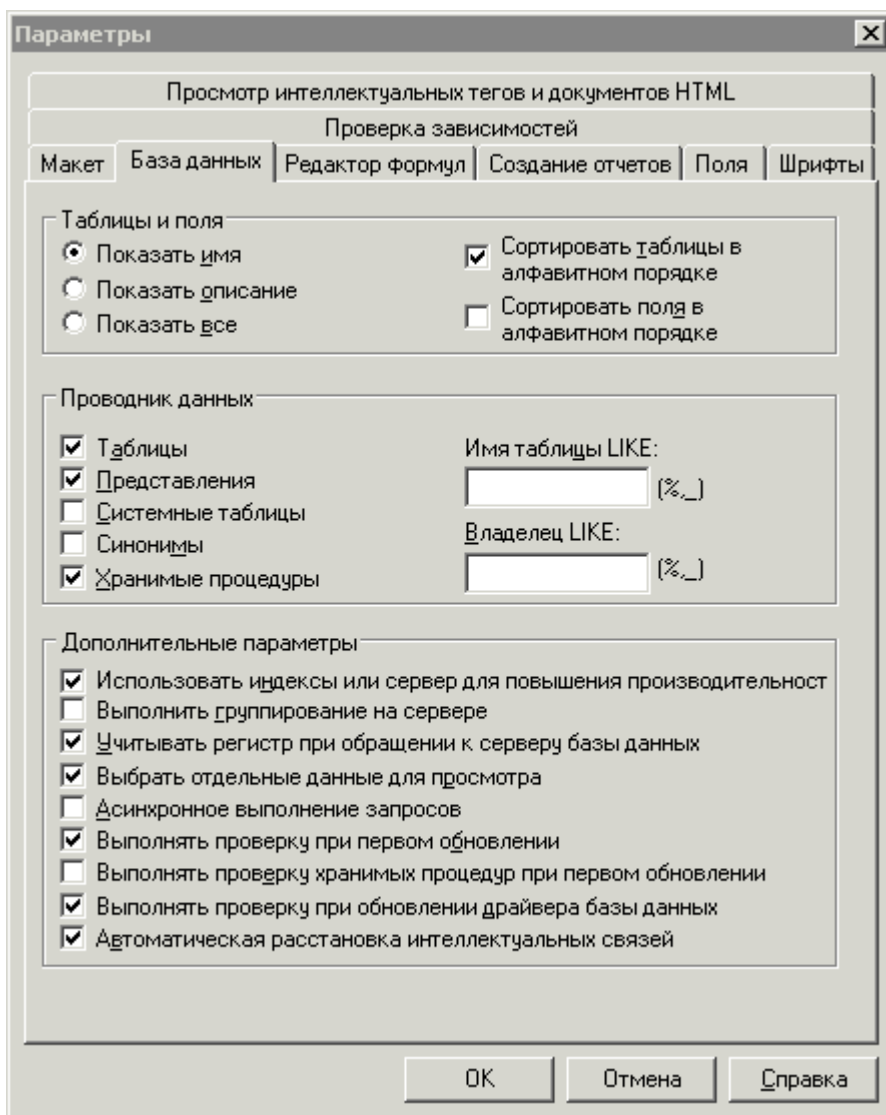 Параметры
Просмотр интеллектуальных тегов и документов HTML
Проверка зависимостей
Макет База данных Редактор формул Создание отчетов Поля Шрифты
Таблицы и поля
Показать имя
Показать описание
Показать все
Сортировать таблицы в
алфавитном порядке
Сортировать поля в
алфавитном порядке
Проводник данных
Таблицы
Представления
Системные таблицы
Синонимы
Хранимые процедуры
Имя таблицы LIKE:
(%,_)
Владелец LIKE:
(%,_)
Дополнительные параметры
Использовать индексы или сервер для повышения производительност
Выполнить группирование на сервере
Учитывать регистр при обращении к серверу базы данных
Выбрать отдельные данные для просмотра
Асинхронное выполнение запросов
Выполнять проверку при первом обновлении
Выполнять проверку хранимых процедур при первом обновлении
Выполнять проверку при обновлении драйвера базы данных
Автоматическая расстановка интеллектуальных связей
OK Отмена Справка